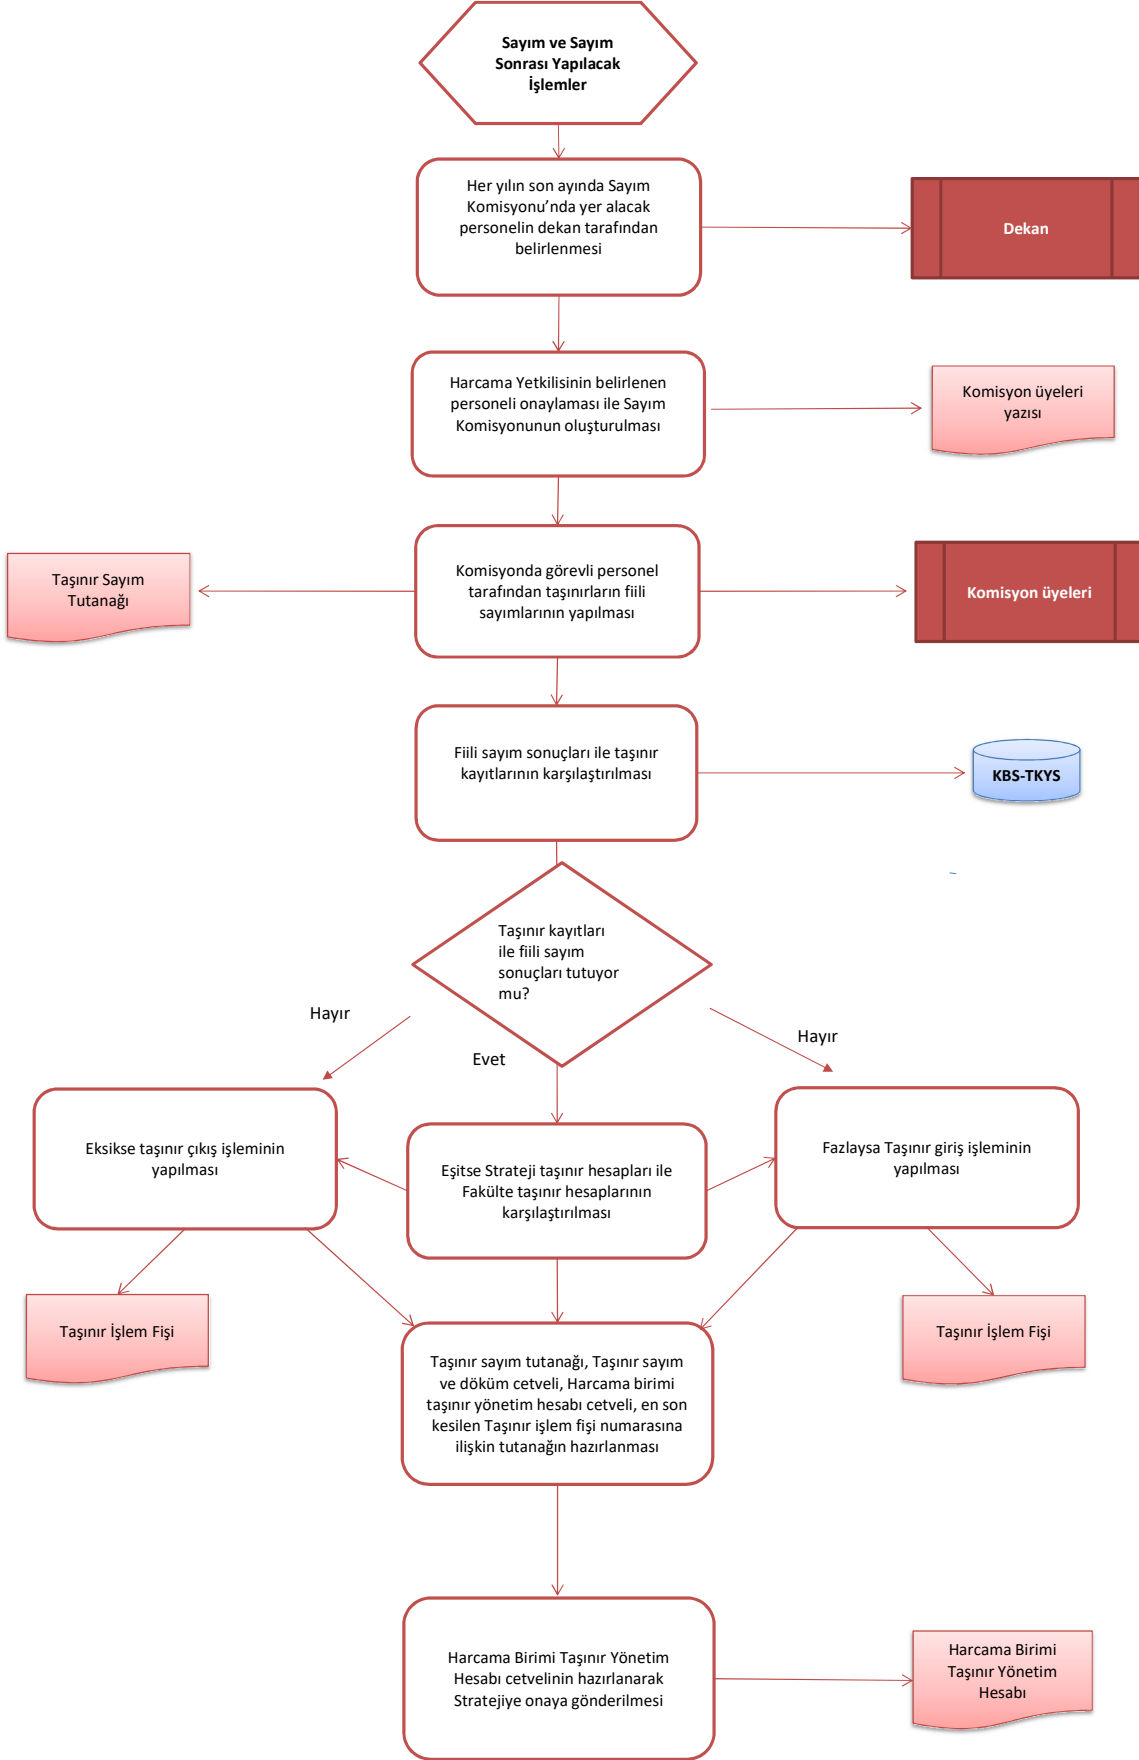 Sayım ve Sayım
Sonrası Yapılacak
İşlemler
Her yılın son ayında Sayım
Komisyonu’nda yer alacak
personelin dekan tarafından
belirlenmesi
Dekan
Harcama Yetkilisinin belirlenen
personeli onaylaması ile Sayım
Komisyonunun oluşturulması
Komisyon üyeleri
yazısı
Taşınır Sayım
Tutanağı
Komisyonda görevli personel
tarafından taşınırların fiili
sayımlarının yapılması
Komisyon üyeleri
Fiili sayım sonuçları ile taşınır
kayıtlarının karşılaştırılması
KBS-TKYS
Taşınır kayıtları
ile fiili sayım
sonuçları tutuyor
mu?
Hayır
Evet
Hayır
Eksikse taşınır çıkış işleminin
yapılması
Eşitse Strateji taşınır hesapları ile
Fakülte taşınır hesaplarının
karşılaştırılması
Fazlaysa Taşınır giriş işleminin
yapılması
Taşınır İşlem Fişi
Taşınır İşlem Fişi
Taşınır sayım tutanağı, Taşınır sayım
ve döküm cetveli, Harcama birimi
taşınır yönetim hesabı cetveli, en son
kesilen Taşınır işlem fişi numarasına
ilişkin tutanağın hazırlanması
Harcama Birimi Taşınır Yönetim
Hesabı cetvelinin hazırlanarak
Stratejiye onaya gönderilmesi
Harcama Birimi
Taşınır Yönetim
Hesabı